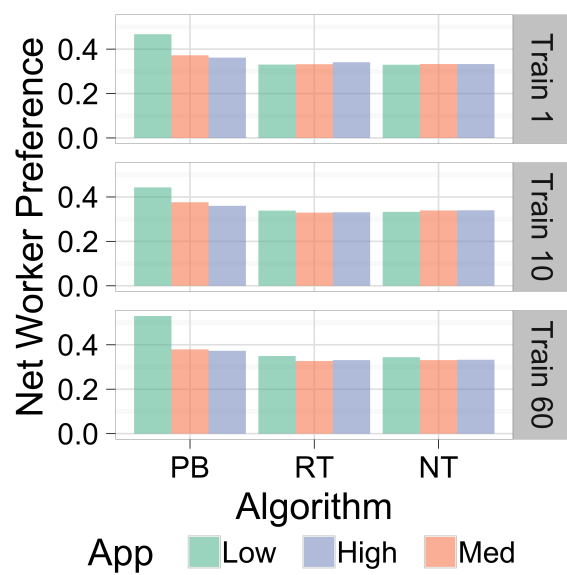 Net Worker Preference
0.4
0.2
0.0
Train 1
0.4
0.2
0.0
Train 10
0.4
0.2
0.0
Train 60
PB RT NT
Algorithm
App Low High Med